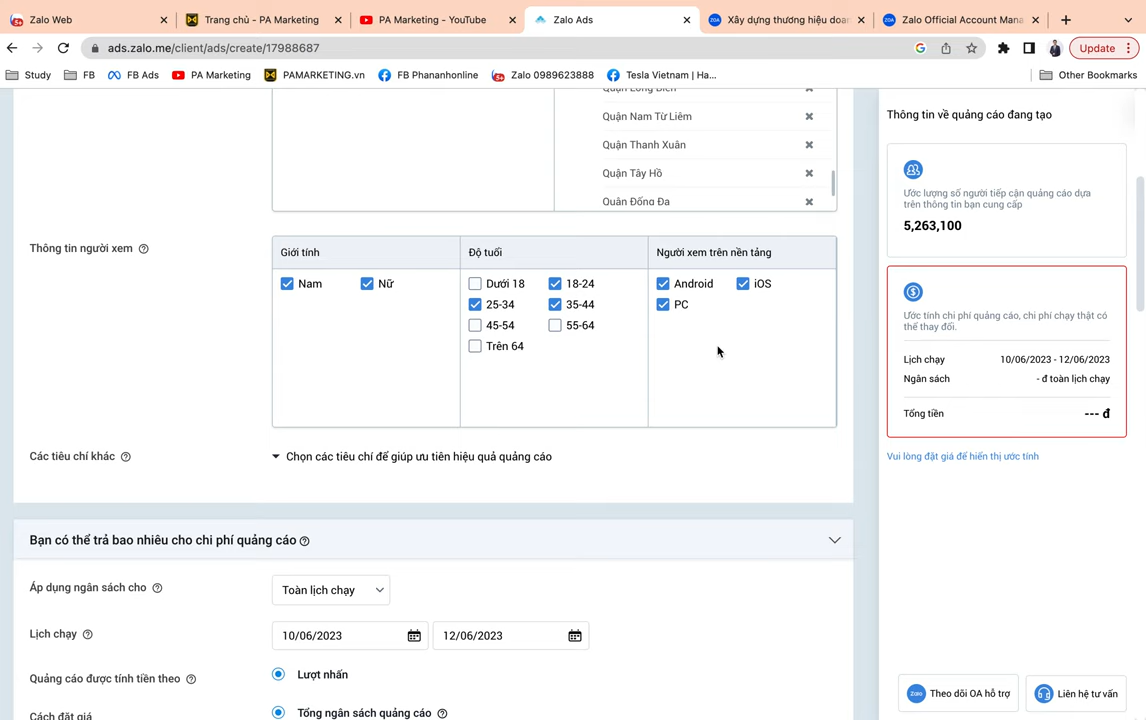 Zalo Web
Trang chủ - PA Marketing
PA Marketing - YouTube
Zalo Ads
Xây dựng thương hiệu doan
Zalo Official Account Mana
ads.zalo.me/client/ads/create/17988687
Update
Study
FB
FB Ads
PA Marketing
PAMARKETING.vn
FB Phananhonline
Zalo 0989623888
Tesla Vietnam | Ha...
Other Bookmarks
Quận Long Biên
Quận Nam Từ Liêm
Quận Thanh Xuân
Quận Tây Hồ
Quận Đống Đa
Thông tin người xem
Giới tính
Độ tuổi
Người xem trên nền tảng
Nam
Nữ
Dưới 18
18-24
Android
iOS
25-34
35-44
PC
45-54
55-64
Trên 64
Các tiêu chí khác
Chọn các tiêu chí để giúp ưu tiên hiệu quả quảng cáo
Bạn có thể trả bao nhiêu cho chi phí quảng cáo
Áp dụng ngân sách cho
Toàn lịch chạy
Lịch chạy
10/06/2023
12/06/2023
Quảng cáo được tính tiền theo
Lượt nhấn
Cách đặt giá
Tổng ngân sách quảng cáo
Thông tin về quảng cáo đang tạo
Ước lượng số người tiếp cận quảng cáo dựa
trên thông tin bạn cung cấp
5,263,100
Ước tính chi phí quảng cáo, chi phí chạy thật có
thể thay đổi.
Lịch chạy
10/06/2023 - 12/06/2023
Ngân sách
- đ toàn lịch chạy
Tổng tiền
--- đ
Vui lòng đặt giá để hiển thị ước tính
Zalo
Theo dõi OA hỗ trợ
Liên hệ tư vấn